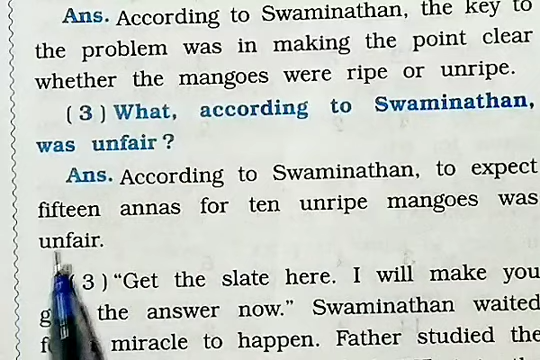 Ans. According to Swaminathan, the key to
the problem was in making the point clear
whether the mangoes were ripe or unripe.
( 3 ) What, according to Swaminathan,
was unfair ?
Ans. According to Swaminathan, to expect
fifteen annas for ten unripe mangoes was
unfair.
3 ) “Get the slate here. I will make you
the answer now.” Swaminathan waited
miracle to happen. Father studied the